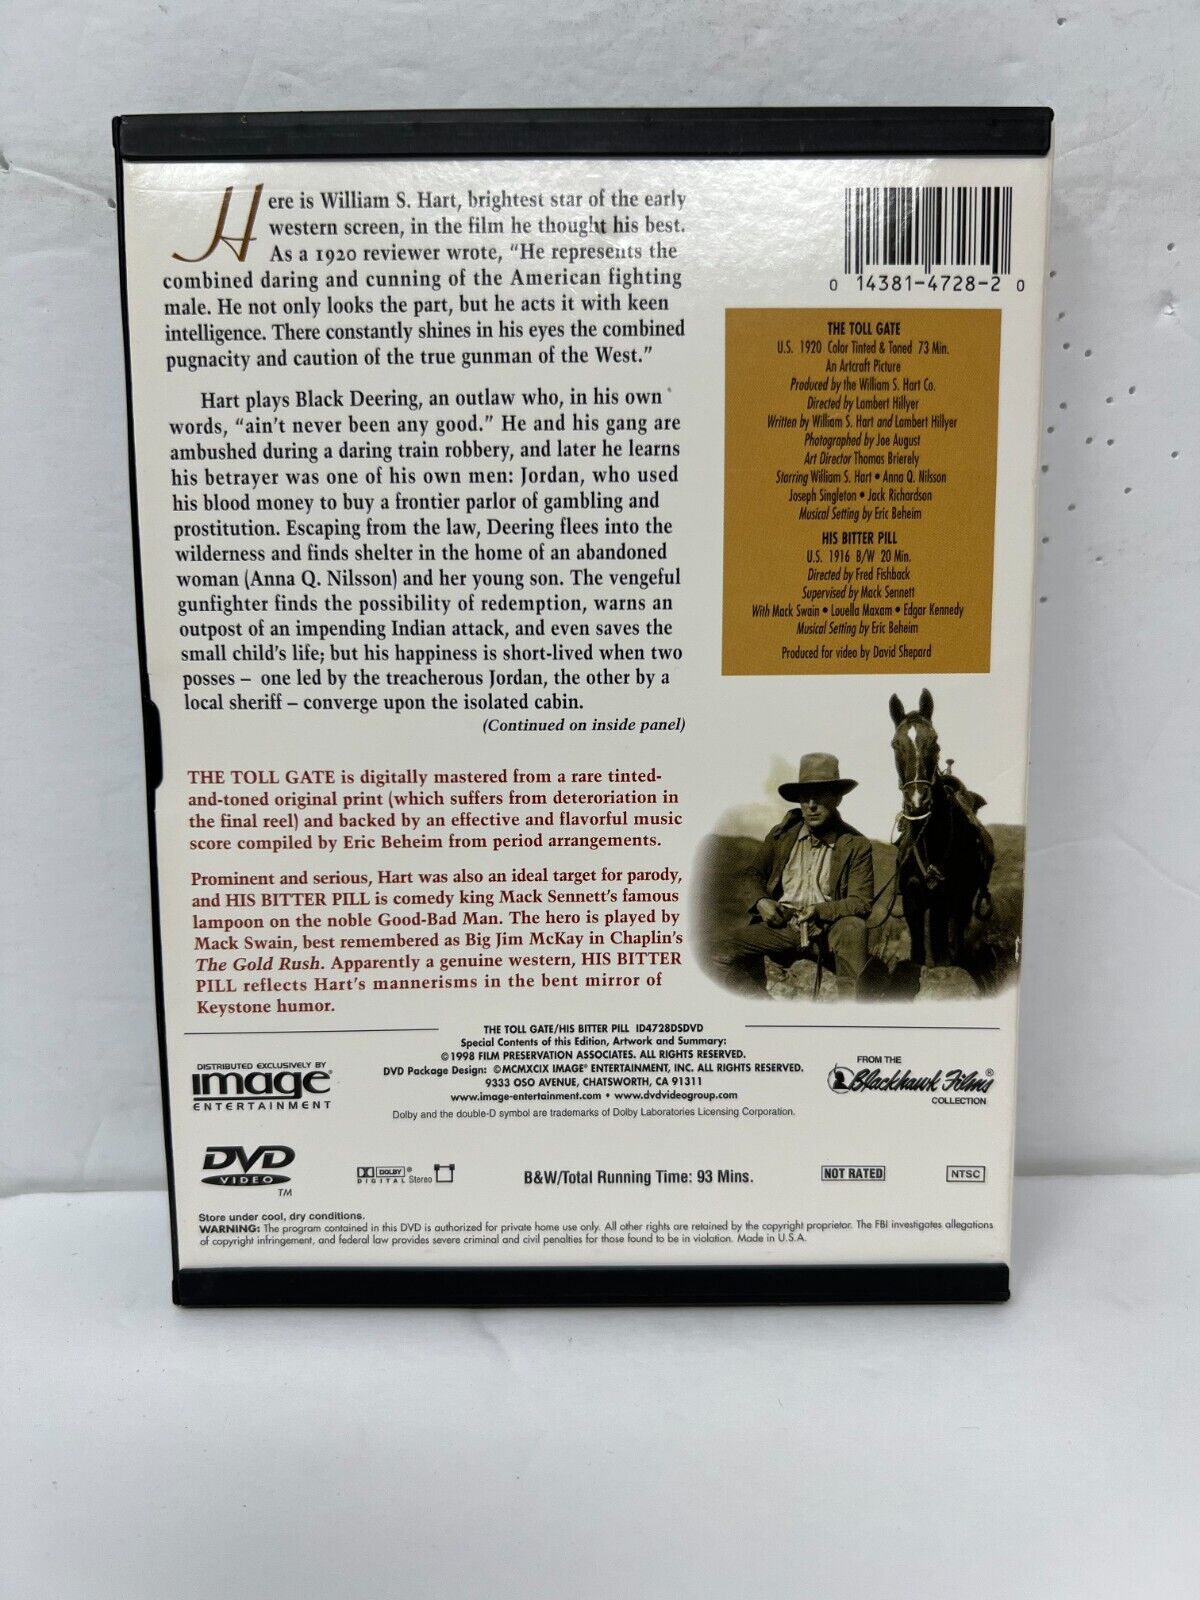 Here is William S. Hart, brightest star of the early
western screen, in the film he thought his best.
As a 1920 reviewer wrote, “He represents the
combined daring and cunning of the American fighting
male. He not only looks the part, but he acts it with keen
intelligence. There constantly shines in his eyes the combined
pugnacity and caution of the true gunman of the West.”
Hart plays Black Deering, an outlaw who, in his own
words, “ain't never been any good.” He and his gang are
ambushed during a daring train robbery, and later he learns
his betrayer was one of his own men: Jordan, who used
his blood money to buy a frontier parlor of gambling and
prostitution. Escaping from the law, Deering flees into the
wilderness and finds shelter in the home of an abandoned
woman (Anna Q. Nilsson) and her young son. The vengeful
gunfighter finds the possibility of redemption, warns an
outpost of an impending Indian attack, and even saves the
small child's life; but his happiness is short-lived when two
posses – one led by the treacherous Jordan, the other by a
local sheriff – converge upon the isolated cabin.
(Continued on inside panel)
THE TOLL GATE is digitally mastered from a rare tinted-
and-toned original print (which suffers from deteroriation in
the final reel) and backed by an effective and flavorful music
score compiled by Eric Beheim from period arrangements.
Prominent and serious, Hart was also an ideal target for parody,
and HIS BITTER PILL is comedy king Mack Sennett's famous
lampoon on the noble Good-Bad Man. The hero is played by
Mack Swain, best remembered as Big Jim McKay in Chaplin's
The Gold Rush. Apparently a genuine western, HIS BITTER
PILL reflects Hart's mannerisms in the bent mirror of
Keystone humor.
0 14381-4728-2 0
THE TOLL GATE
U.S. 1920 Color Tinted & Toned 73 Min.
An Artcraft Picture
Produced by the William S. Hart Co.
Directed by Lambert Hillyer
Written by William S. Hart and Lambert Hillyer
Photographed by Joe August
Art Director Thomas Brierely
Starring William S. Hart • Anna Q. Nilsson
Joseph Singleton • Jack Richardson
Musical Setting by Eric Beheim
HIS BITTER PILL
U.S. 1916 B/W 20 Min.
Directed by Fred Fishback
Supervised by Mack Sennett
With Mack Swain • Louella Maxam • Edgar Kennedy
Musical Setting by Eric Beheim
Produced for video by David Shepard
THE TOLL GATE/HIS BITTER PILL ID4728DSDVD
Special Contents of this Edition, Artwork and Summary:
©1998 FILM PRESERVATION ASSOCIATES. ALL RIGHTS RESERVED.
DVD Package Design: ©MCMXCIX IMAGE® ENTERTAINMENT, INC. ALL RIGHTS RESERVED.
9333 OSO AVENUE, CHATSWORTH, CA 91311
www.image-entertainment.com • www.dvdvideogroup.com
Dolby and the double-D symbol are trademarks of Dolby Laboratories Licensing Corporation.
DISTRIBUTED EXCLUSIVELY BY
image®
ENTERTAINMENT
FROM THE
Blackhawk Films®
COLLECTION
DVD
VIDEO
TM
DOLBY®
DIGITAL Stereo
B&W/Total Running Time: 93 Mins.
NOT RATED
NTSC
Store under cool, dry conditions.
WARNING: The program contained in this DVD is authorized for private home use only. All other rights are retained by the copyright proprietor. The FBI investigates allegations
of copyright infringement, and federal law provides severe criminal and civil penalties for those found to be in violation. Made in U.S.A.